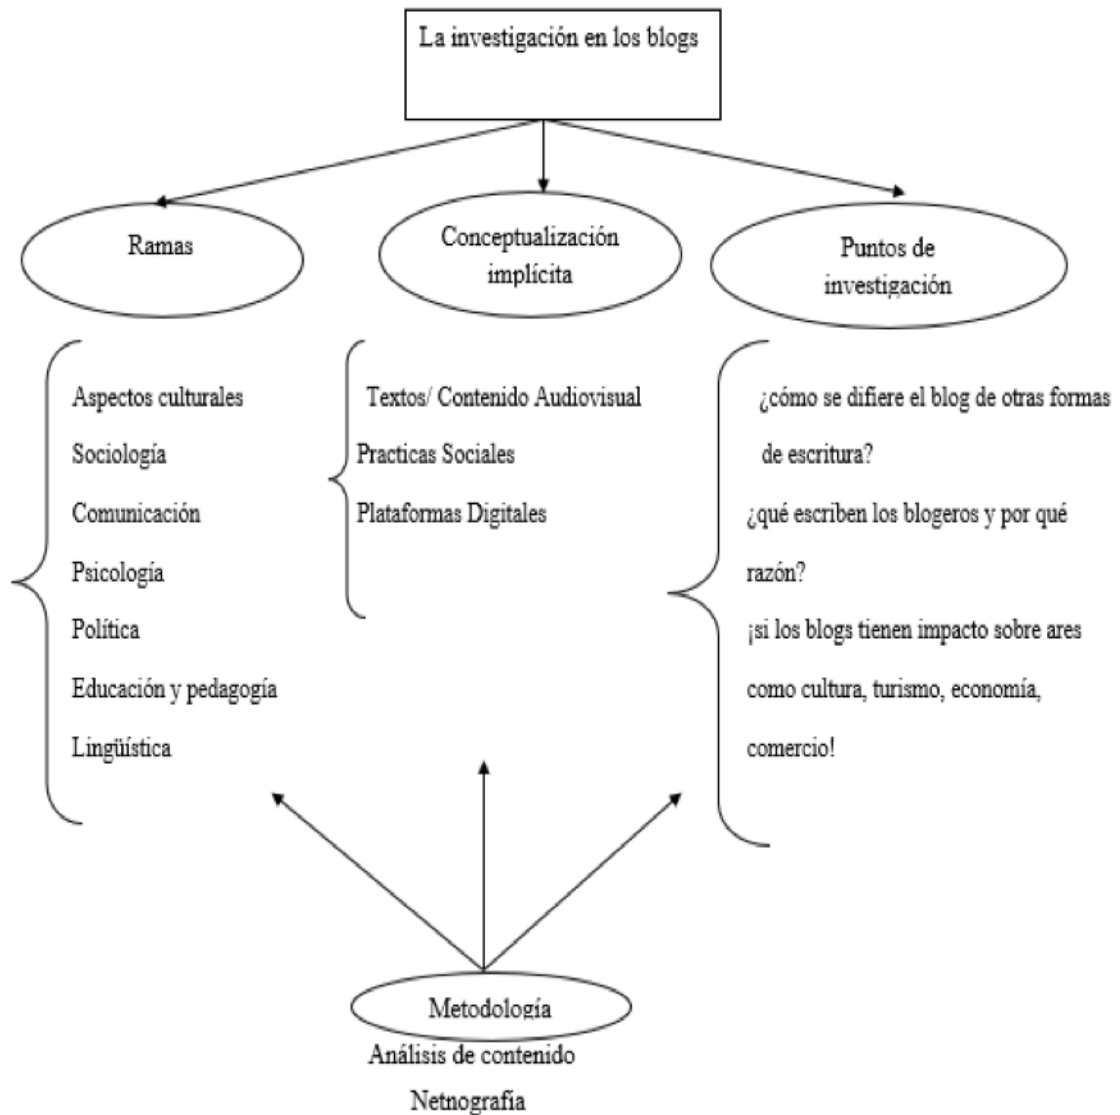 La investigación en los blogs
Ramas
Conceptualización
implícita
Puntos de
investigación
Aspectos culturales
Sociología
Comunicación
Psicología
Política
Educación y pedagogía
Lingüística
Textos/ Contenido Audiovisual
Practicas Sociales
Plataformas Digitales
¿cómo se difiere el blog de otras formas
de escritura?
¿qué escriben los blogeros y por qué
razón?
¡si los blogs tienen impacto sobre ares
como cultura, turismo, economía,
comercio!
Metodología
Análisis de contenido
Netnografía